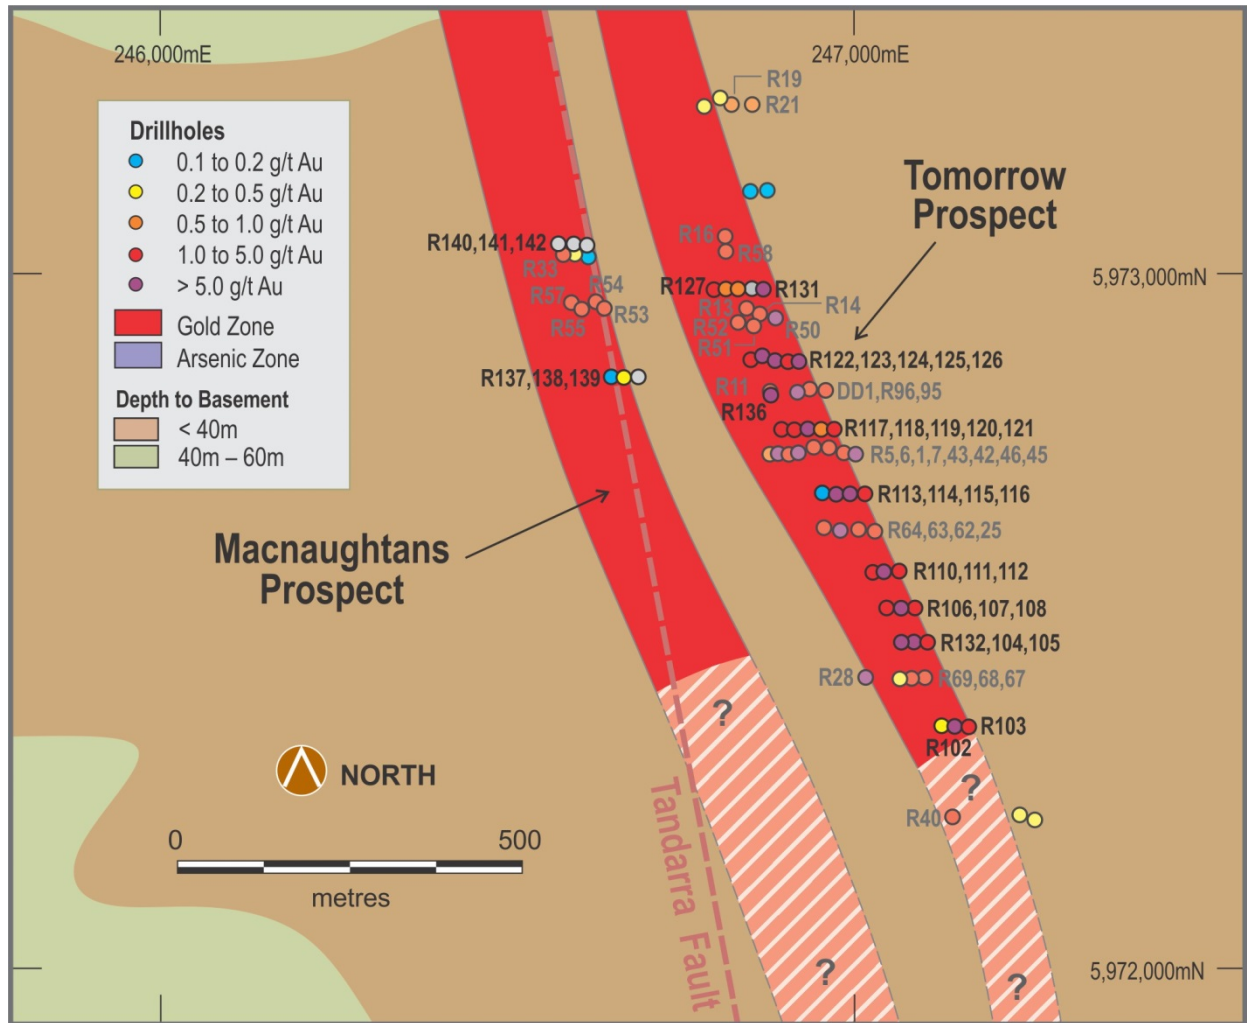 246,000mE
247,000mE
R19
R21
Drillholes
0.1 to 0.2 g/t Au
0.2 to 0.5 g/t Au
0.5 to 1.0 g/t Au
1.0 to 5.0 g/t Au
> 5.0 g/t Au
Gold Zone
Arsenic Zone
Depth to Basement
< 40m
40m – 60m
Tomorrow
Prospect
R16
R58
R140,141,142
R33
R54
R57
R53
R55
5,973,000mN
R127
R131
R13
R14
R52
R50
R51
R122,123,124,125,126
R137,138,139
R11
DD1,R96,95
R136
R117,118,119,120,121
R5,6,1,7,43,42,46,45
R113,114,115,116
R64,63,62,25
Macnaughtans
Prospect
R110,111,112
R106,107,108
R132,104,105
R28
R69,68,67
?
R103
R102
NORTH
?
R40
Tandarra Fault
0 500
metres
?
?
5,972,000mN